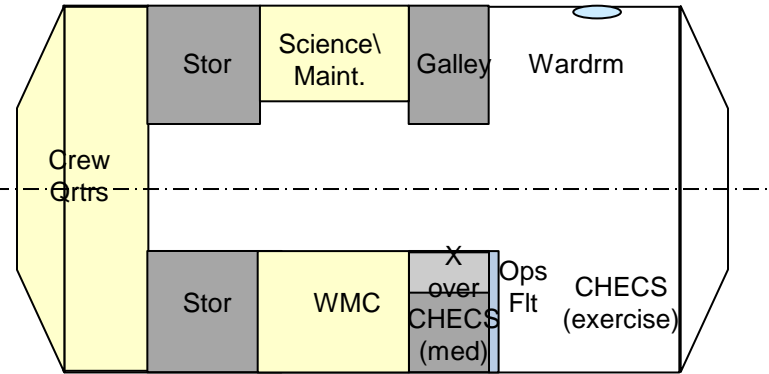 Stor
Science\
Maint.
Galley
Wardrm
Crew
Qrtrs
Stor
WMC
X
over
CHECS
(med)
Ops
Flt
CHECS
(exercise)